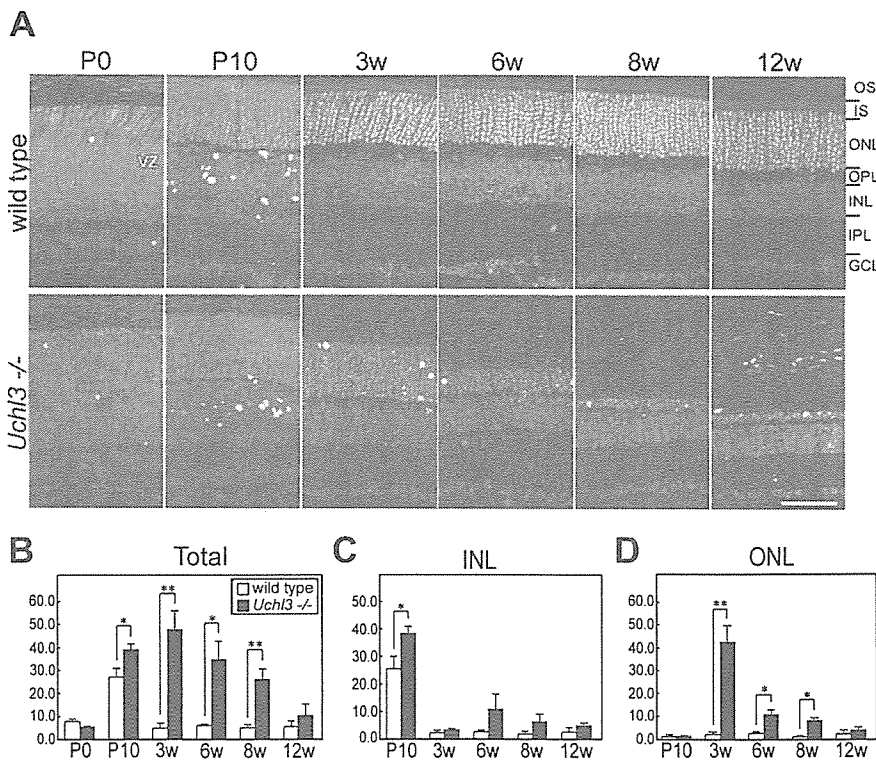 A
P0 P10 3w 6w 8w 12w
wild type
VZ
OS
IS
ONL
OPL
INL
IPL
GCL
Uchl3 -/-
B Total
wild type
Uchl3 -/-
60.0
50.0
40.0
30.0
20.0
10.0
0.0
* ** * **
P0 P10 3w 6w 8w 12w
C INL
50.0
40.0
30.0
20.0
10.0
0.0
*
P10 3w 6w 8w 12w
D ONL
60.0
50.0
40.0
30.0
20.0
10.0
0.0
** * *
P10 3w 6w 8w 12w